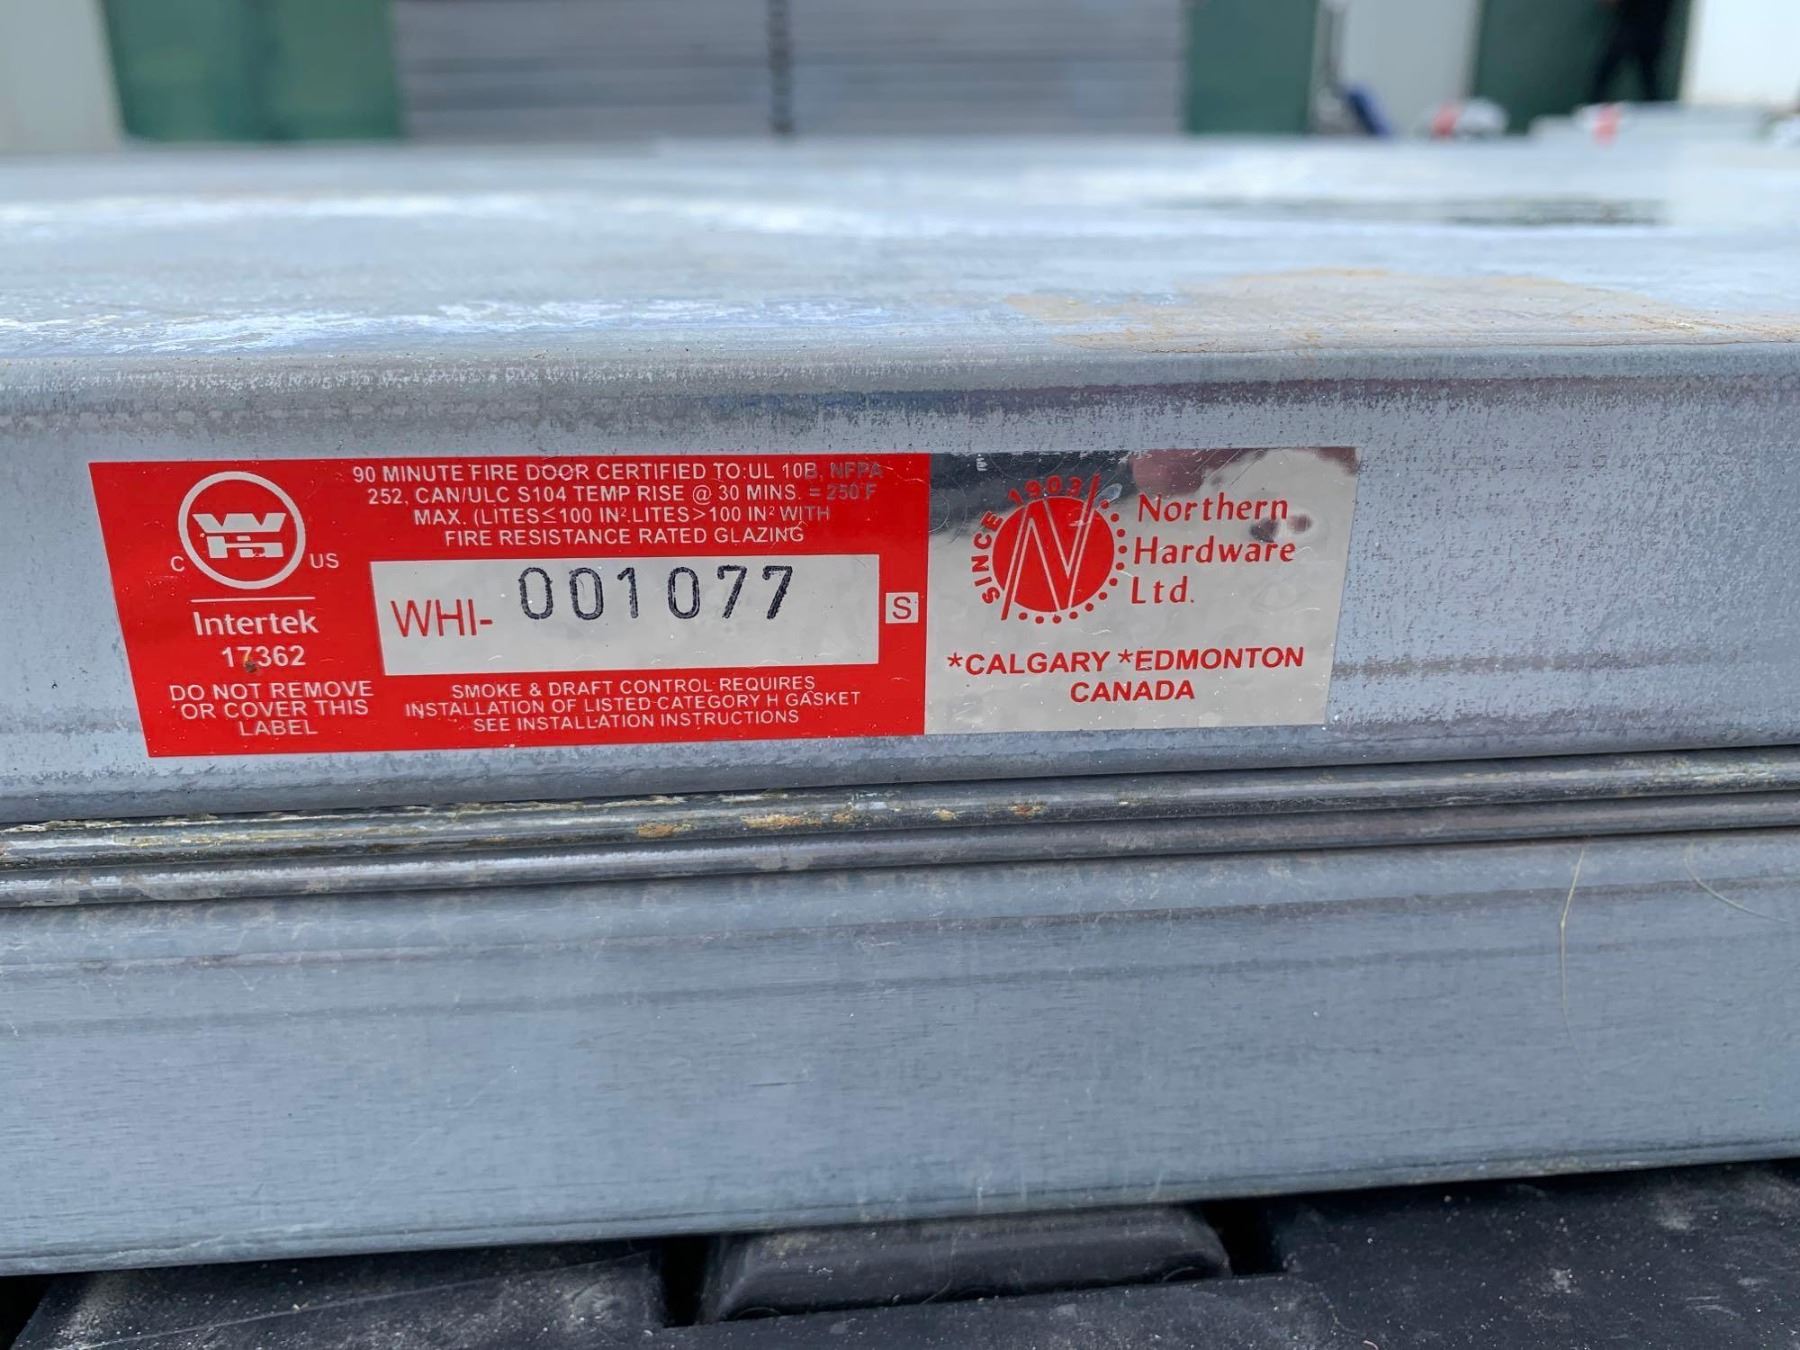 90 MINUTE FIRE DOOR CERTIFIED TO:UL 10B, NFPA
252, CAN/ULC S104 TEMP RISE @ 30 MINS. = 250°F
MAX. (LITES≤100 IN².LITES>100 IN² WITH
FIRE RESISTANCE RATED GLAZING
WH
C US
Intertek
17362
DO NOT REMOVE
OR COVER THIS
LABEL
WHI- 001077
S
SMOKE & DRAFT CONTROL REQUIRES
INSTALLATION OF LISTED CATEGORY H GASKET
SEE INSTALLATION INSTRUCTIONS
SINCE 1903
N
Northern
Hardware
Ltd.
*CALGARY *EDMONTON
CANADA